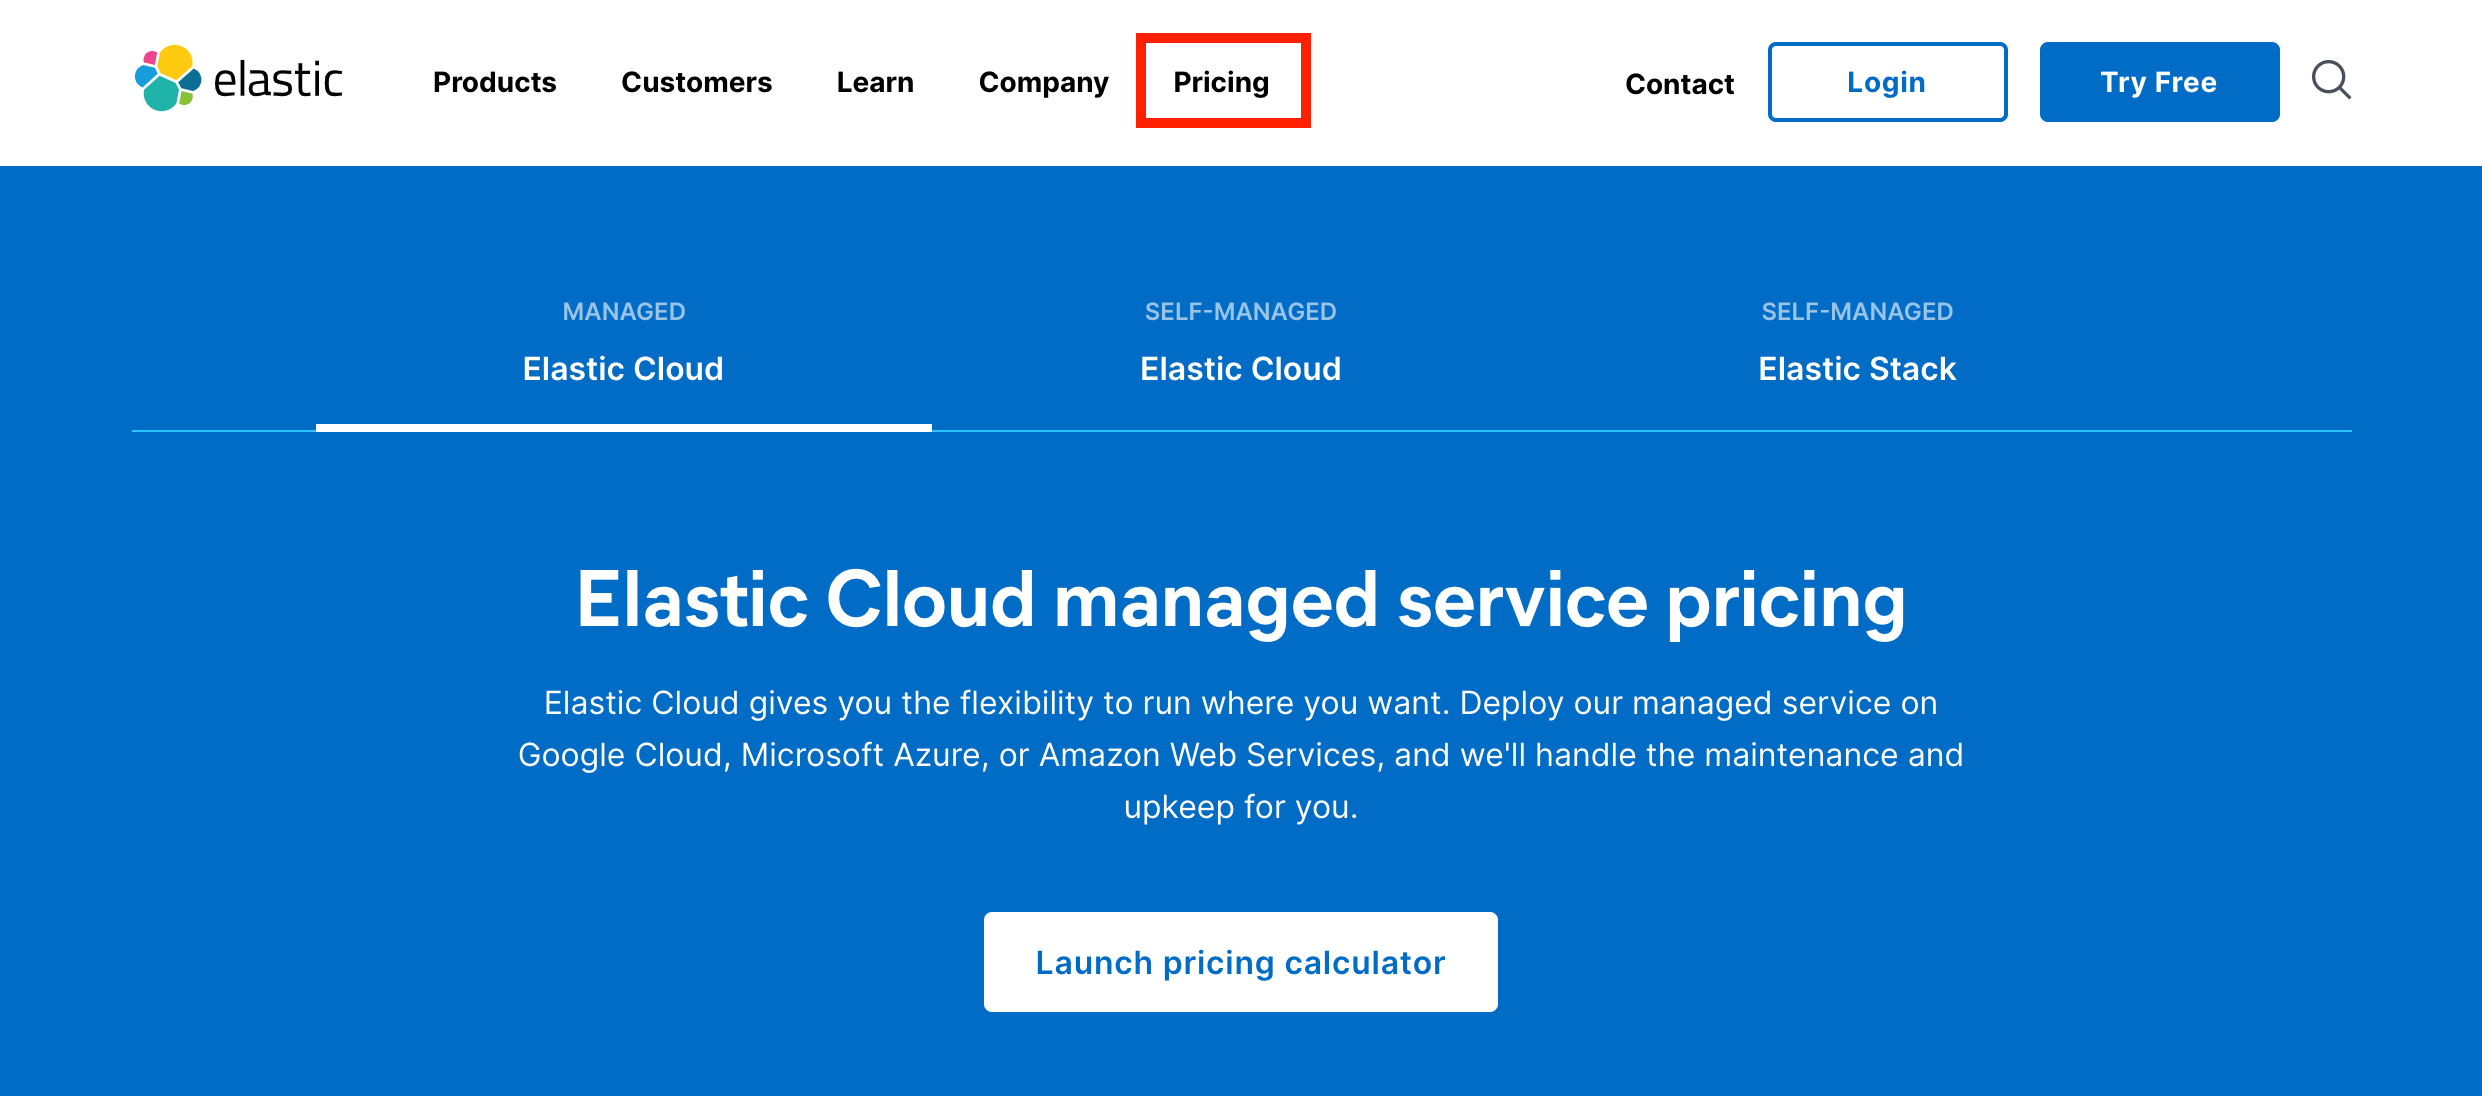 elastic
Products Customers Learn Company Pricing Contact Login Try Free
MANAGED SELF-MANAGED SELF-MANAGED
Elastic Cloud Elastic Cloud Elastic Stack
Elastic Cloud managed service pricing
Elastic Cloud gives you the flexibility to run where you want. Deploy our managed service on
Google Cloud, Microsoft Azure, or Amazon Web Services, and we'll handle the maintenance and
upkeep for you.
Launch pricing calculator